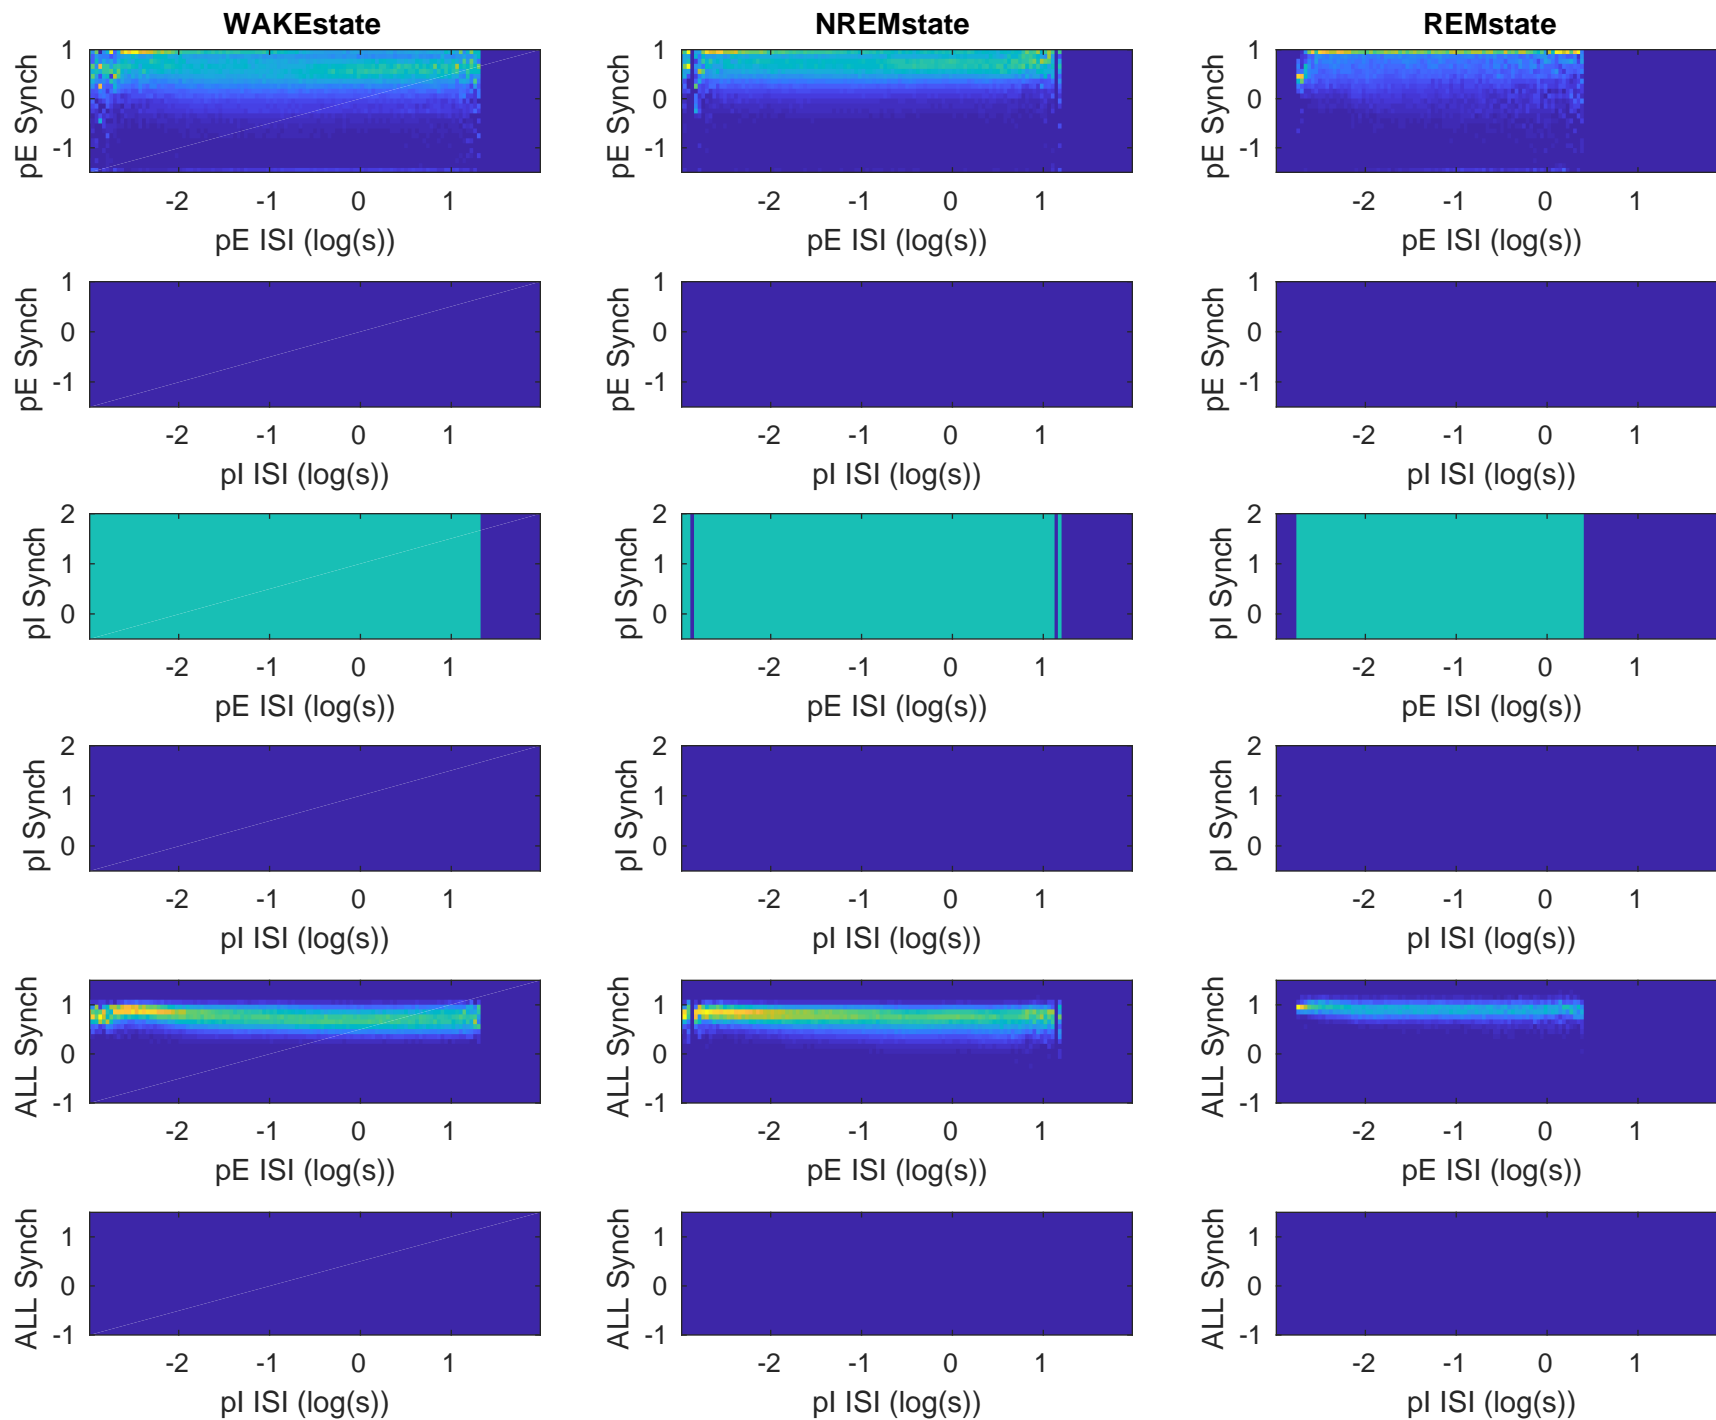 WAKEstate NREMstate REMstate
pE Synch 1 0 -1 pE Synch 1 0 -1 pE Synch 1 0 -1
-2 -1 0 1 -2 -1 0 1 -2 -1 0 1
pE ISI (log(s)) pE ISI (log(s)) pE ISI (log(s))
pE Synch 1 0 -1 pE Synch 1 0 -1 pE Synch 1 0 -1
-2 -1 0 1 -2 -1 0 1 -2 -1 0 1
pI ISI (log(s)) pI ISI (log(s)) pI ISI (log(s))
pI Synch 2 1 0 pI Synch 2 1 0 pI Synch 2 1 0
-2 -1 0 1 -2 -1 0 1 -2 -1 0 1
pE ISI (log(s)) pE ISI (log(s)) pE ISI (log(s))
pI Synch 2 1 0 pI Synch 2 1 0 pI Synch 2 1 0
-2 -1 0 1 -2 -1 0 1 -2 -1 0 1
pI ISI (log(s)) pI ISI (log(s)) pI ISI (log(s))
ALL Synch 1 0 -1 ALL Synch 1 0 -1 ALL Synch 1 0 -1
-2 -1 0 1 -2 -1 0 1 -2 -1 0 1
pE ISI (log(s)) pE ISI (log(s)) pE ISI (log(s))
ALL Synch 1 0 -1 ALL Synch 1 0 -1 ALL Synch 1 0 -1
-2 -1 0 1 -2 -1 0 1 -2 -1 0 1
pI ISI (log(s)) pI ISI (log(s)) pI ISI (log(s))